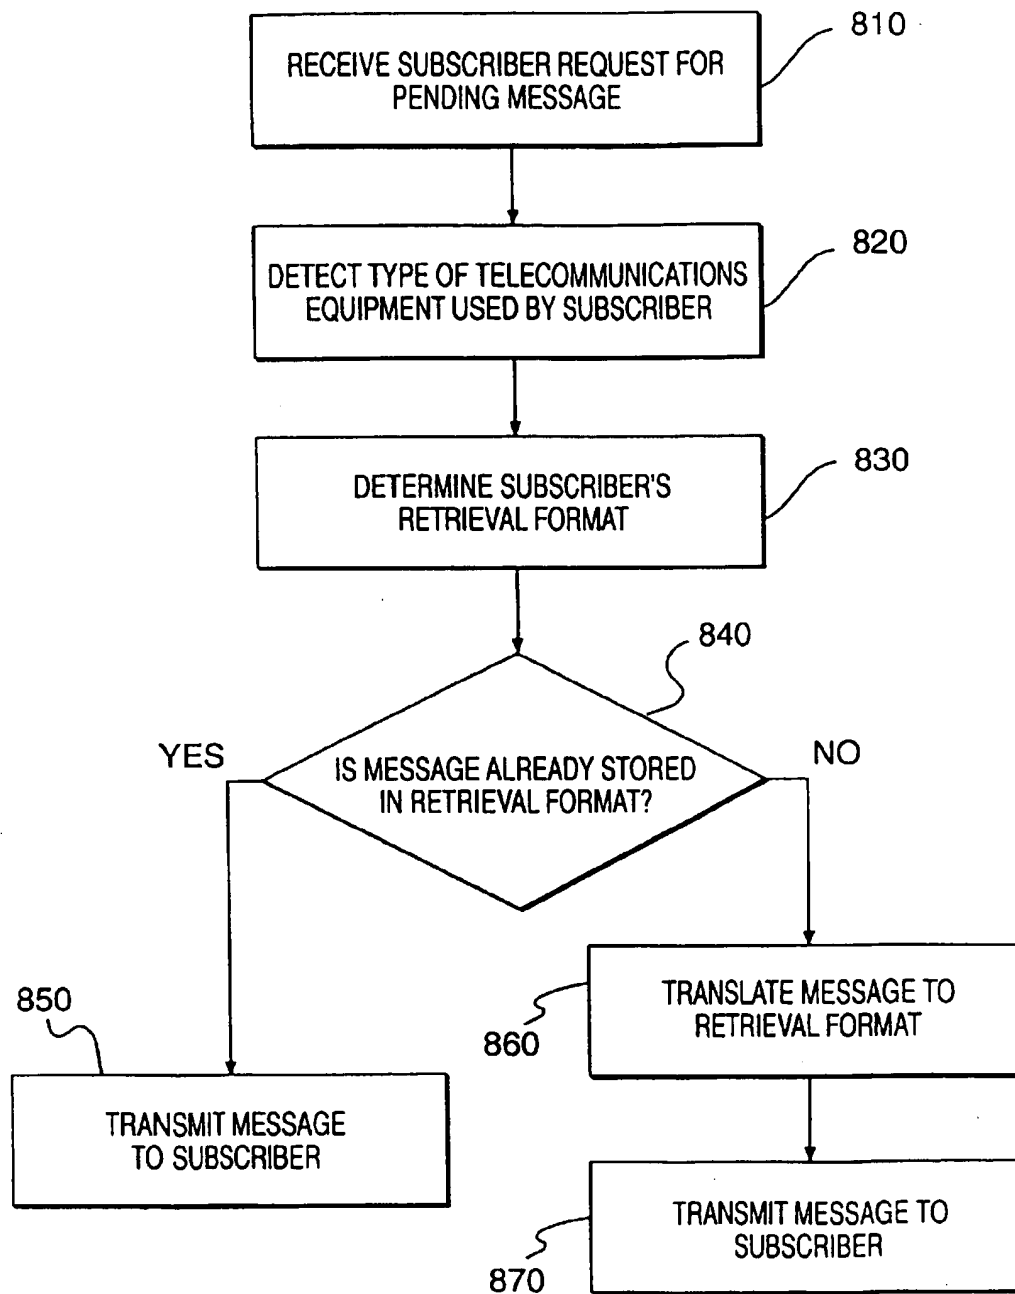 810
RECEIVE SUBSCRIBER REQUEST FOR
PENDING MESSAGE
820
DETECT TYPE OF TELECOMMUNICATIONS
EQUIPMENT USED BY SUBSCRIBER
830
DETERMINE SUBSCRIBER'S
RETRIEVAL FORMAT
840
YES
NO
IS MESSAGE ALREADY STORED
IN RETRIEVAL FORMAT?
850
TRANSMIT MESSAGE
TO SUBSCRIBER
860
TRANSLATE MESSAGE TO
RETRIEVAL FORMAT
870
TRANSMIT MESSAGE TO
SUBSCRIBER